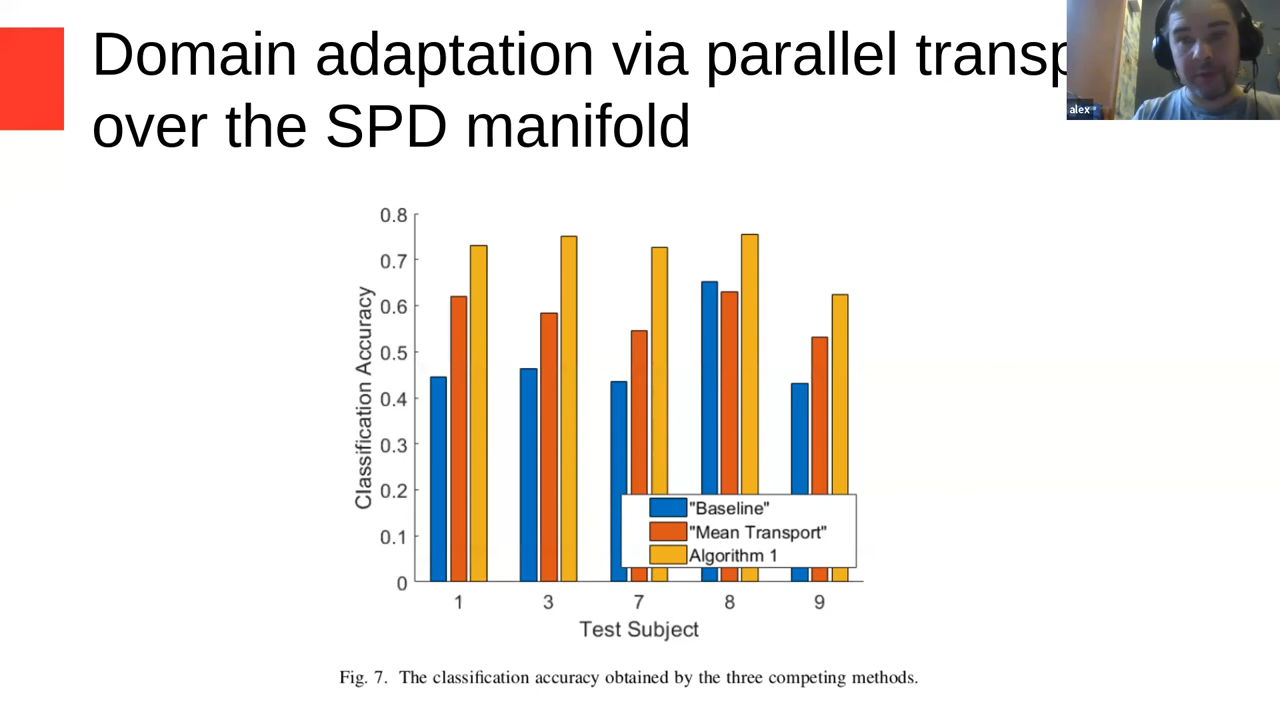 Domain adaptation via parallel
over the SPD manifold
alex
0.8
0.7
0.6
0.5
0.4
0.3
0.2
0.1
0
Classification Accuracy
"Baseline"
"Mean Transport"
Algorithm 1
1 3 7 8 9
Test Subject
Fig. 7. The classification accuracy obtained by the three competing methods.